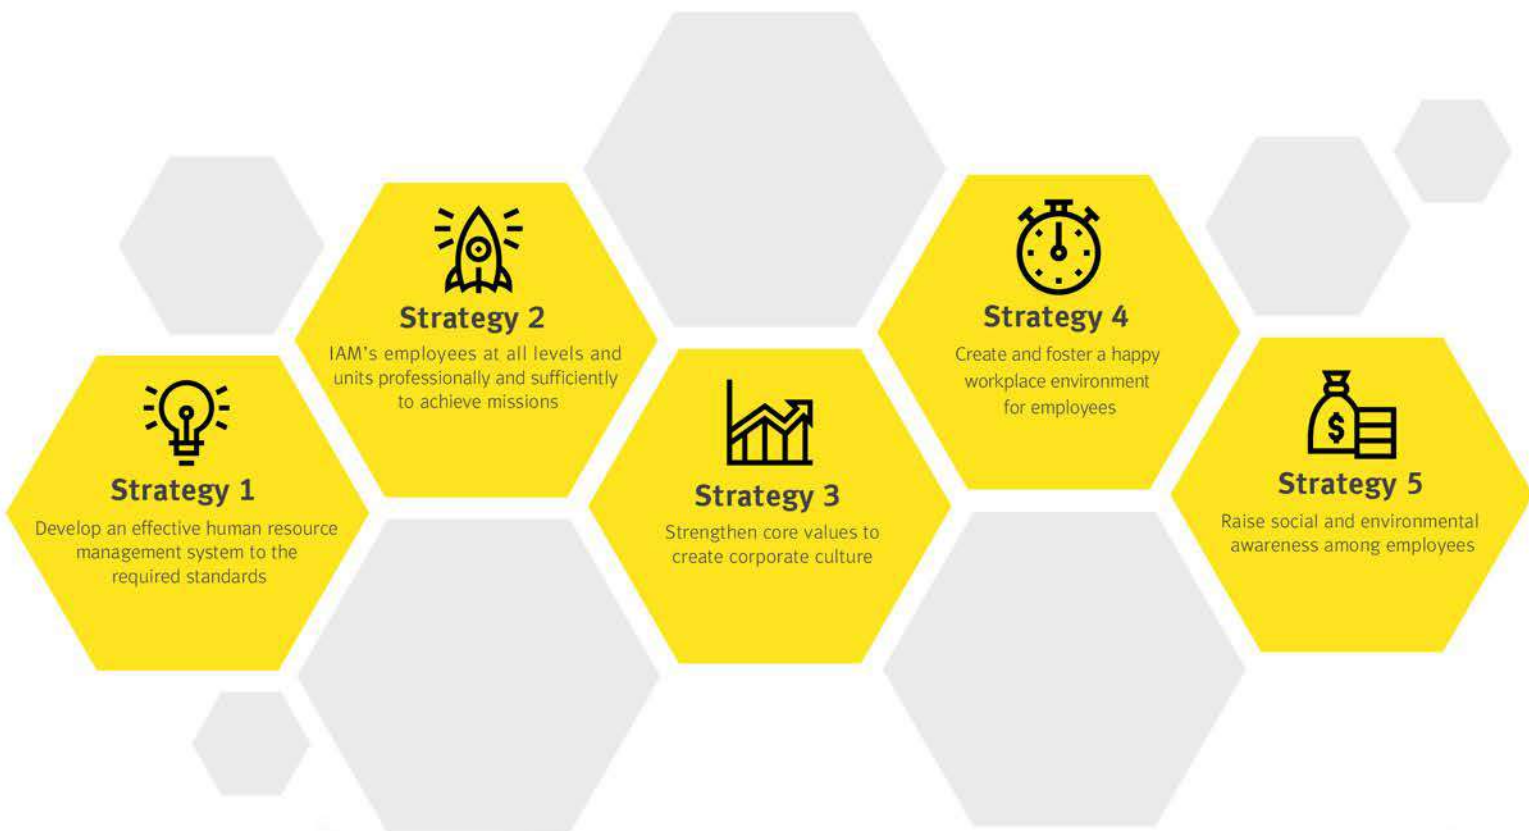 Strategy 1
Develop an effective human resource
management system to the
required standards
Strategy 2
IAM's employees at all levels and
units professionally and sufficiently
to achieve missions
Strategy 3
Strengthen core values to
create corporate culture
Strategy 4
Create and foster a happy
workplace environment
for employees
$
Strategy 5
Raise social and environmental
awareness among employees